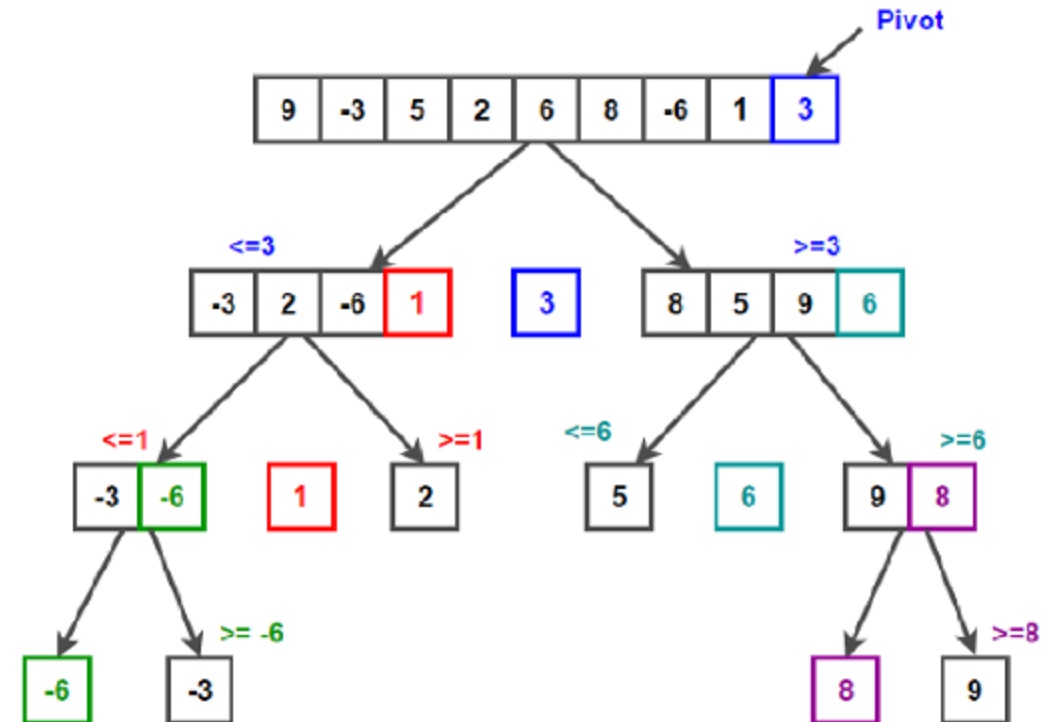 Pivot
9 -3 5 2 6 8 -6 1 3
<=3 >=3
-3 2 -6 1 3 8 5 9 6
<=1 >=1 <=6 >=6
-3 -6 1 2 5 6 9 8
>= -6 >=8
-6 -3 8 9